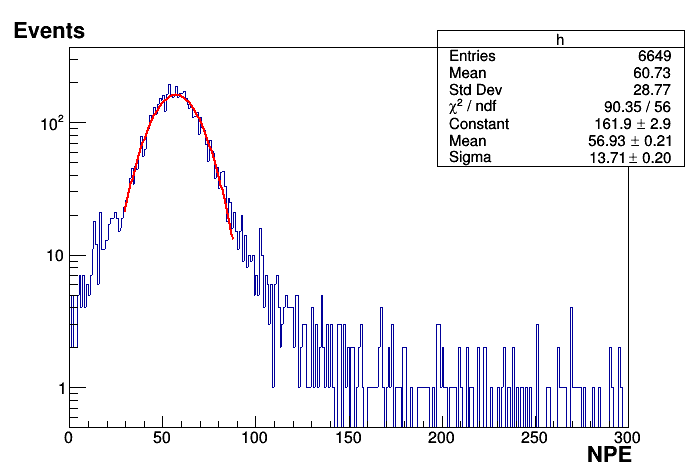 Events
h
Entries 6649
Mean 60.73
Std Dev 28.77
χ² / ndf 90.35 / 56
Constant 161.9 ± 2.9
Mean 56.93 ± 0.21
Sigma 13.71 ± 0.20
10²
10
1
0 50 100 150 200 250 300
NPE